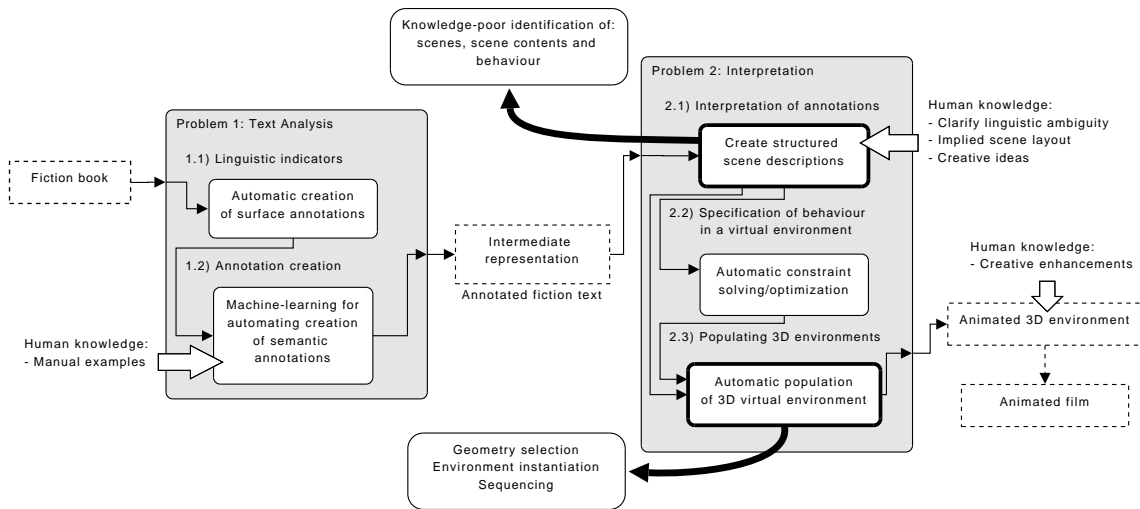 Knowledge-poor identification of:
scenes, scene contents and
behaviour
Problem 1: Text Analysis
1.1) Linguistic indicators
Fiction book
Automatic creation
of surface annotations
1.2) Annotation creation
Machine-learning for
automating creation
of semantic
annotations
Human knowledge:
- Manual examples
Intermediate
representation
Annotated fiction text
Problem 2: Interpretation
2.1) Interpretation of annotations
Create structured
scene descriptions
Human knowledge:
- Clarify linguistic ambiguity
- Implied scene layout
- Creative ideas
2.2) Specification of behaviour
in a virtual environment
Automatic constraint
solving/optimization
2.3) Populating 3D environments
Automatic population
of 3D virtual environment
Human knowledge:
- Creative enhancements
Animated 3D environment
Animated film
Geometry selection
Environment instantiation
Sequencing